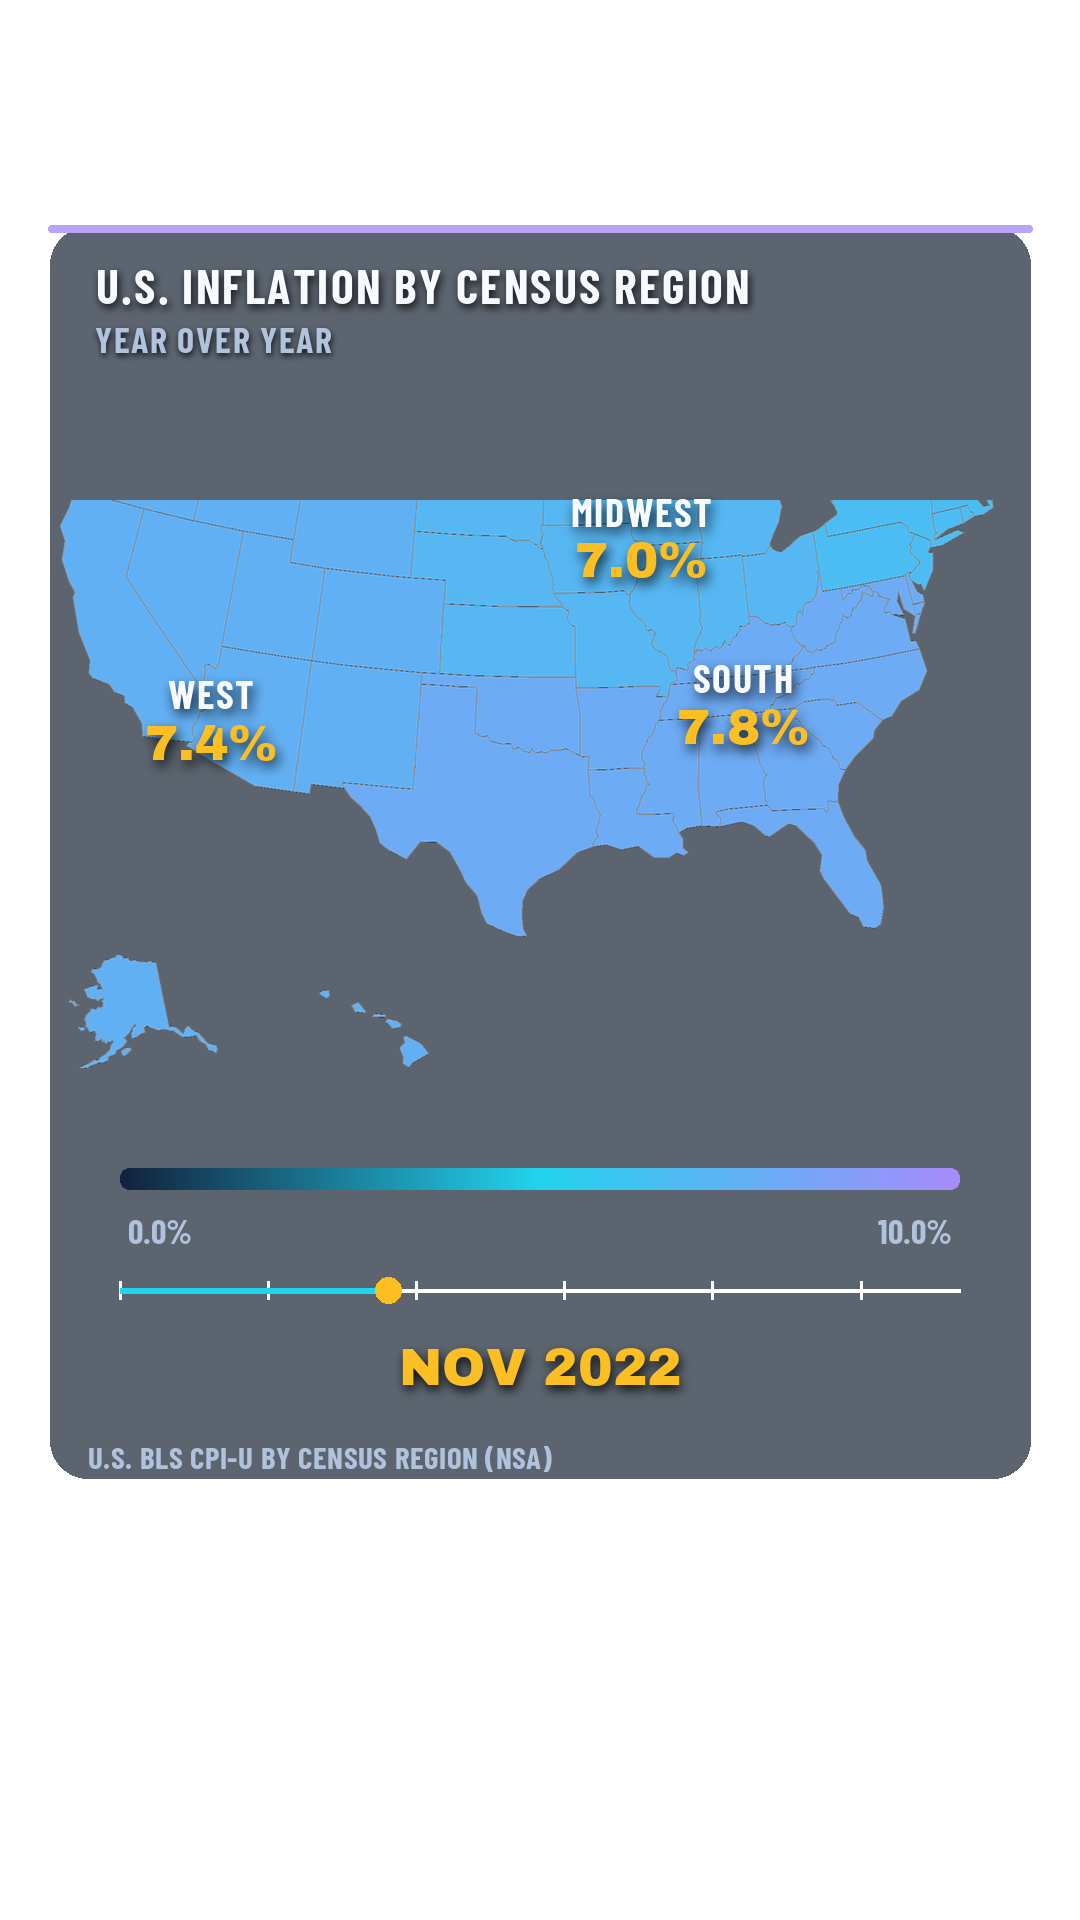 U.S. INFLATION BY CENSUS REGION
YEAR OVER YEAR
MIDWEST
7.0%
SOUTH
7.8%
WEST
7.4%
0.0%
10.0%
NOV 2022
U.S. BLS CPI-U BY CENSUS REGION (NSA)